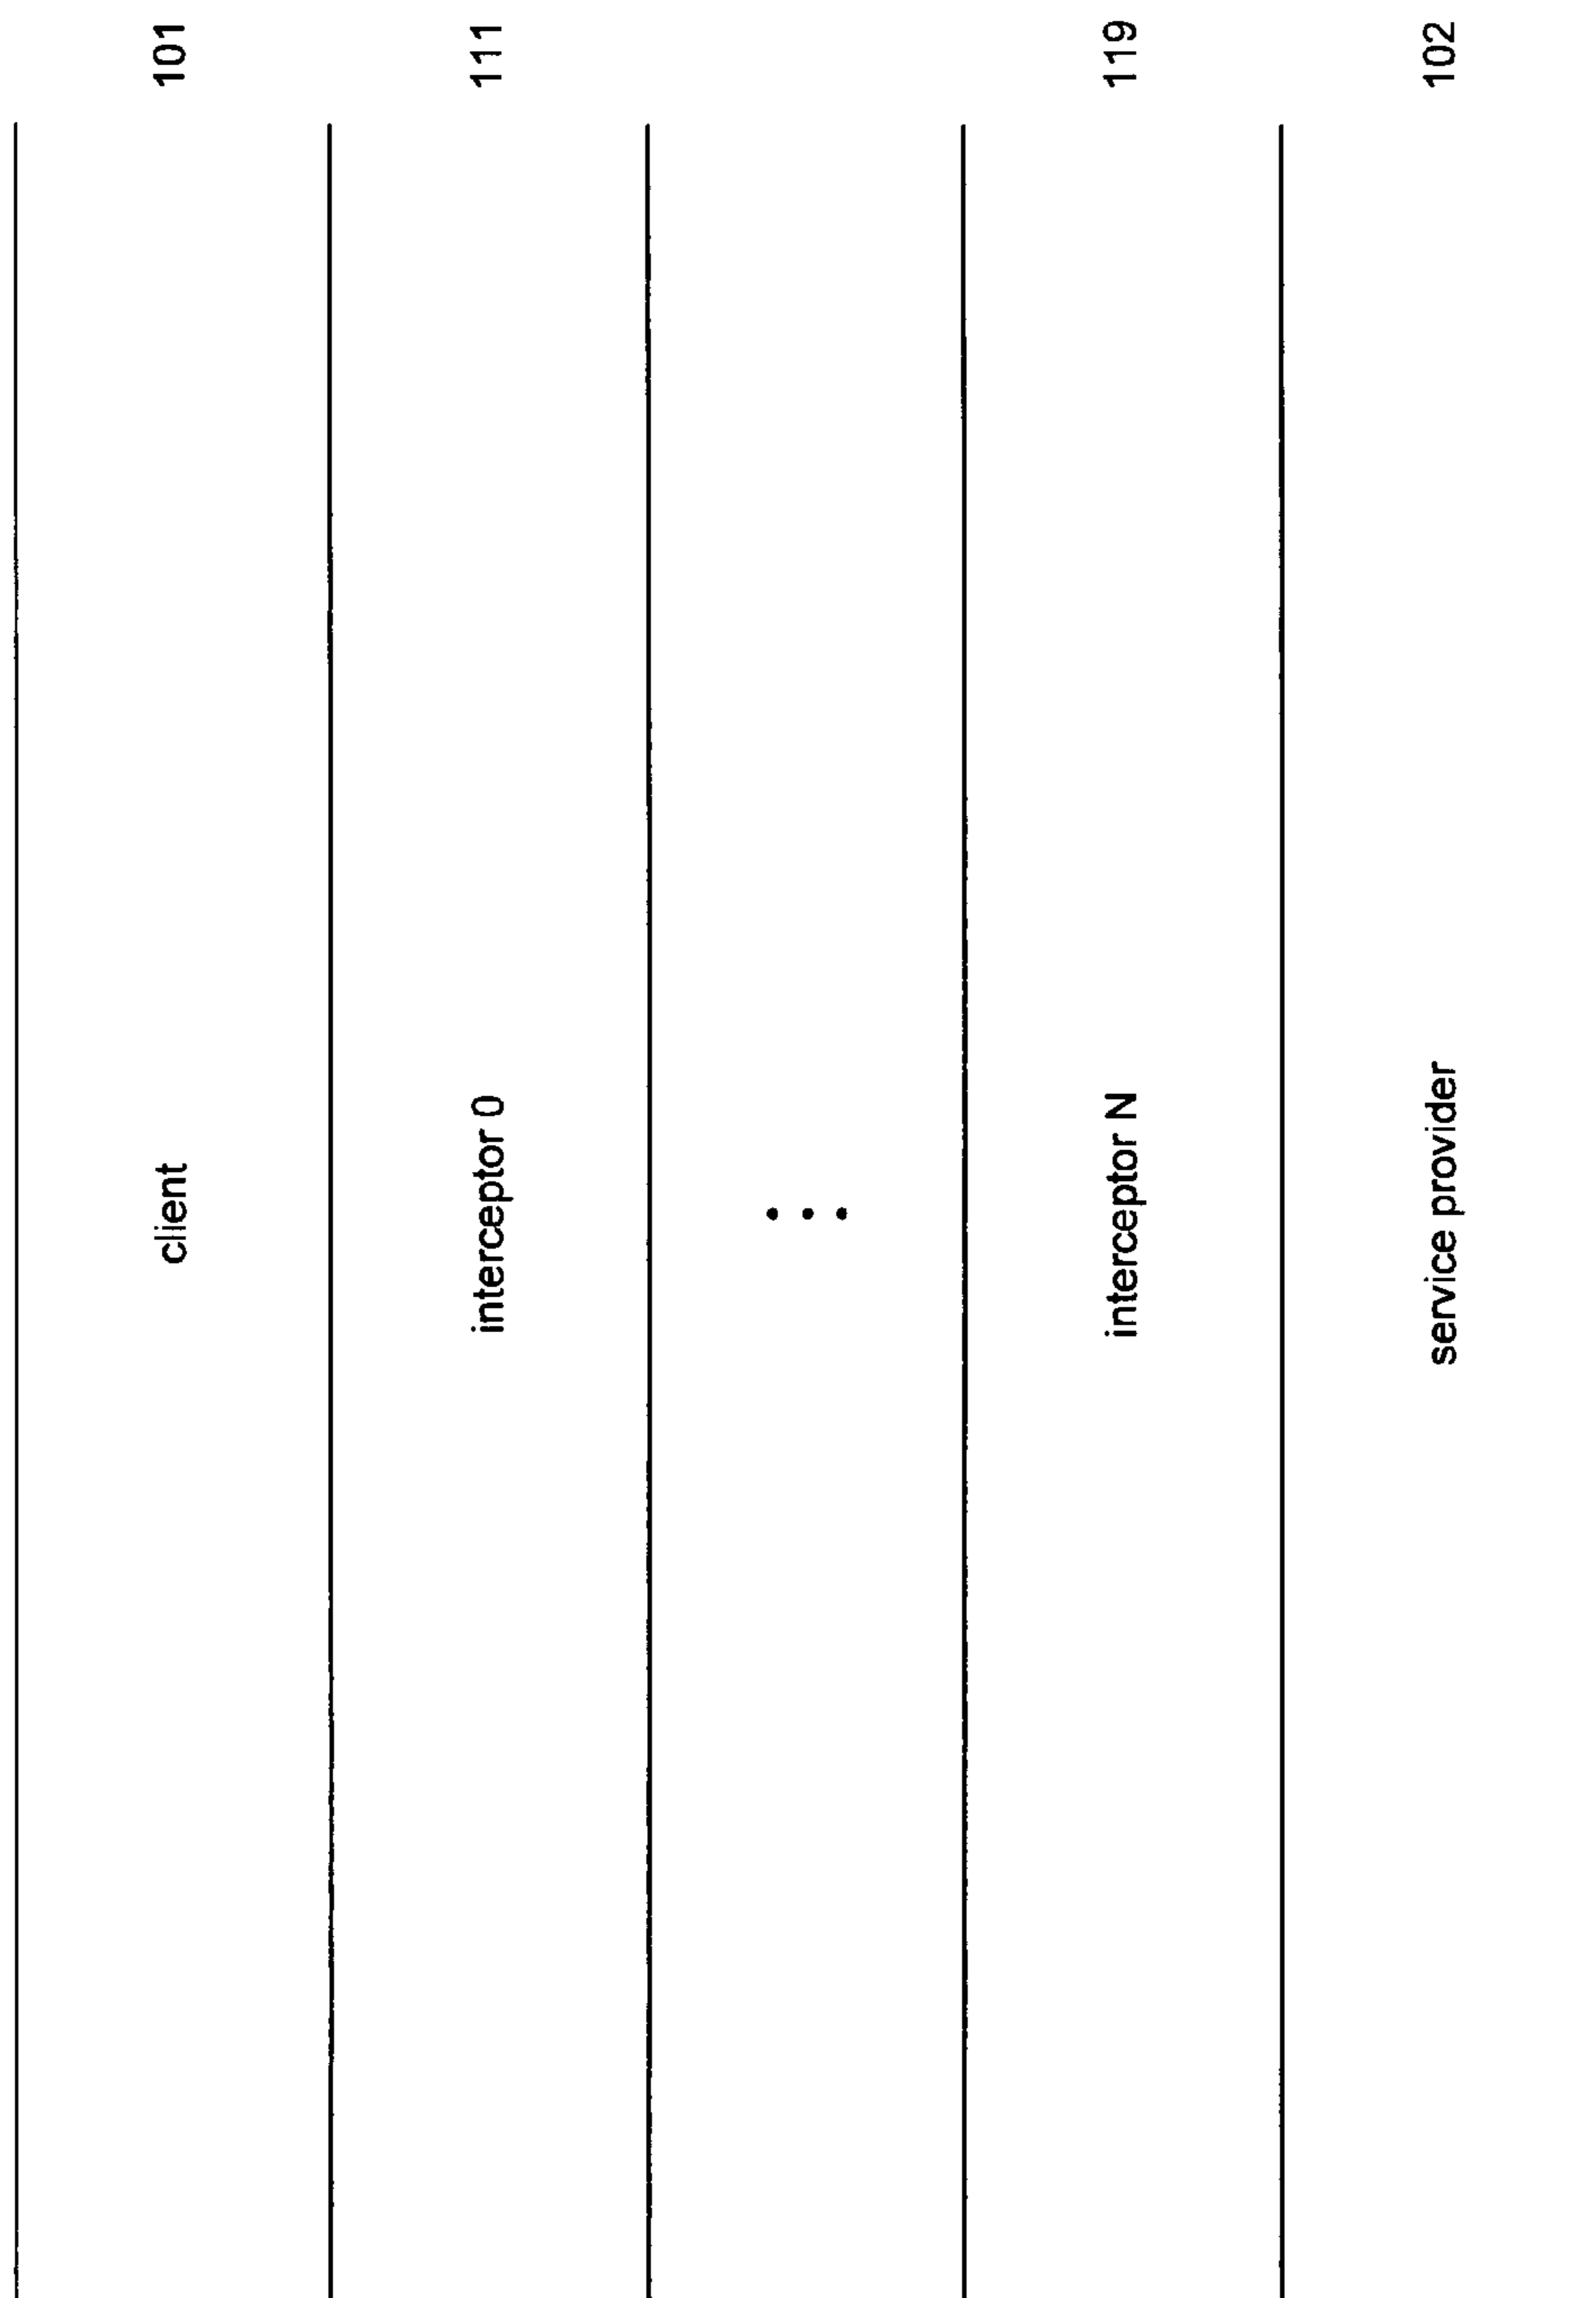 client 101
interceptor 0 111
...
interceptor N 119
service provider 102